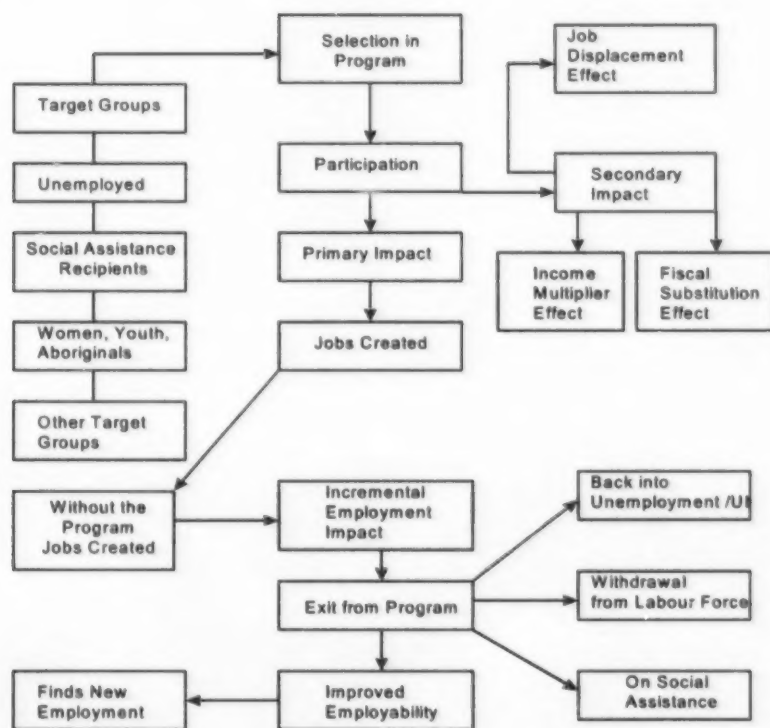 Selection in
Program
Job
Displacement
Effect
Target Groups
Participation
Secondary
Impact
Unemployed
Social Assistance
Recipients
Primary Impact
Income
Multiplier
Effect
Fiscal
Substitution
Effect
Women, Youth,
Aboriginals
Jobs Created
Other Target
Groups
Without the
Program
Jobs Created
Incremental
Employment
Impact
Back into
Unemployment /UI
Exit from Program
Withdrawal
from Labour Force
Finds New
Employment
Improved
Employability
On Social
Assistance